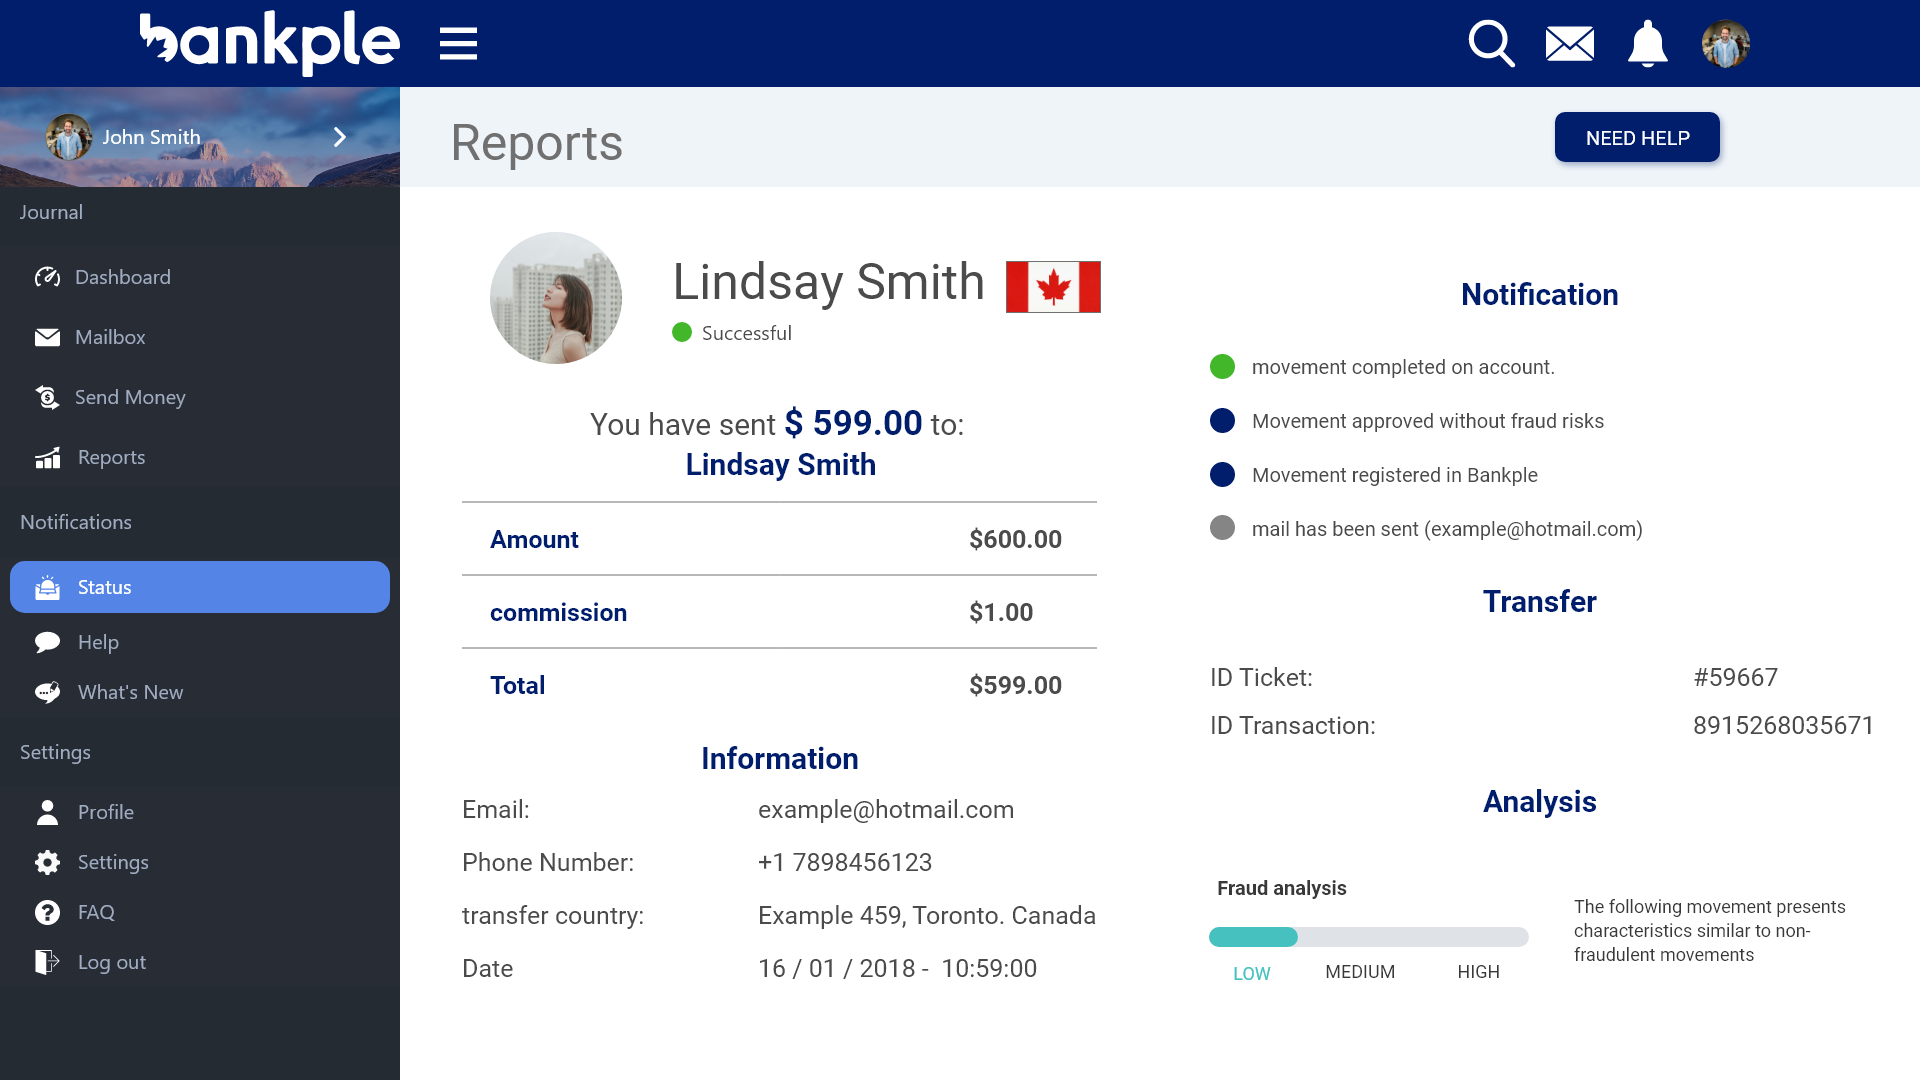 bankple
John Smith
Journal
Dashboard
Mailbox
Send Money
Reports
Notifications
Status
Help
What's New
Settings
Profile
Settings
FAQ
Log out
Reports
NEED HELP
Lindsay Smith
Successful
You have sent $ 599.00 to:
Lindsay Smith
Amount $600.00
commission $1.00
Total $599.00
Information
Email: example@hotmail.com
Phone Number: +1 7898456123
transfer country: Example 459, Toronto. Canada
Date 16 / 01 / 2018 - 10:59:00
Notification
movement completed on account.
Movement approved without fraud risks
Movement registered in Bankple
mail has been sent (example@hotmail.com)
Transfer
ID Ticket: #59667
ID Transaction: 8915268035671
Analysis
Fraud analysis
LOW MEDIUM HIGH
The following movement presents
characteristics similar to non-
fraudulent movements